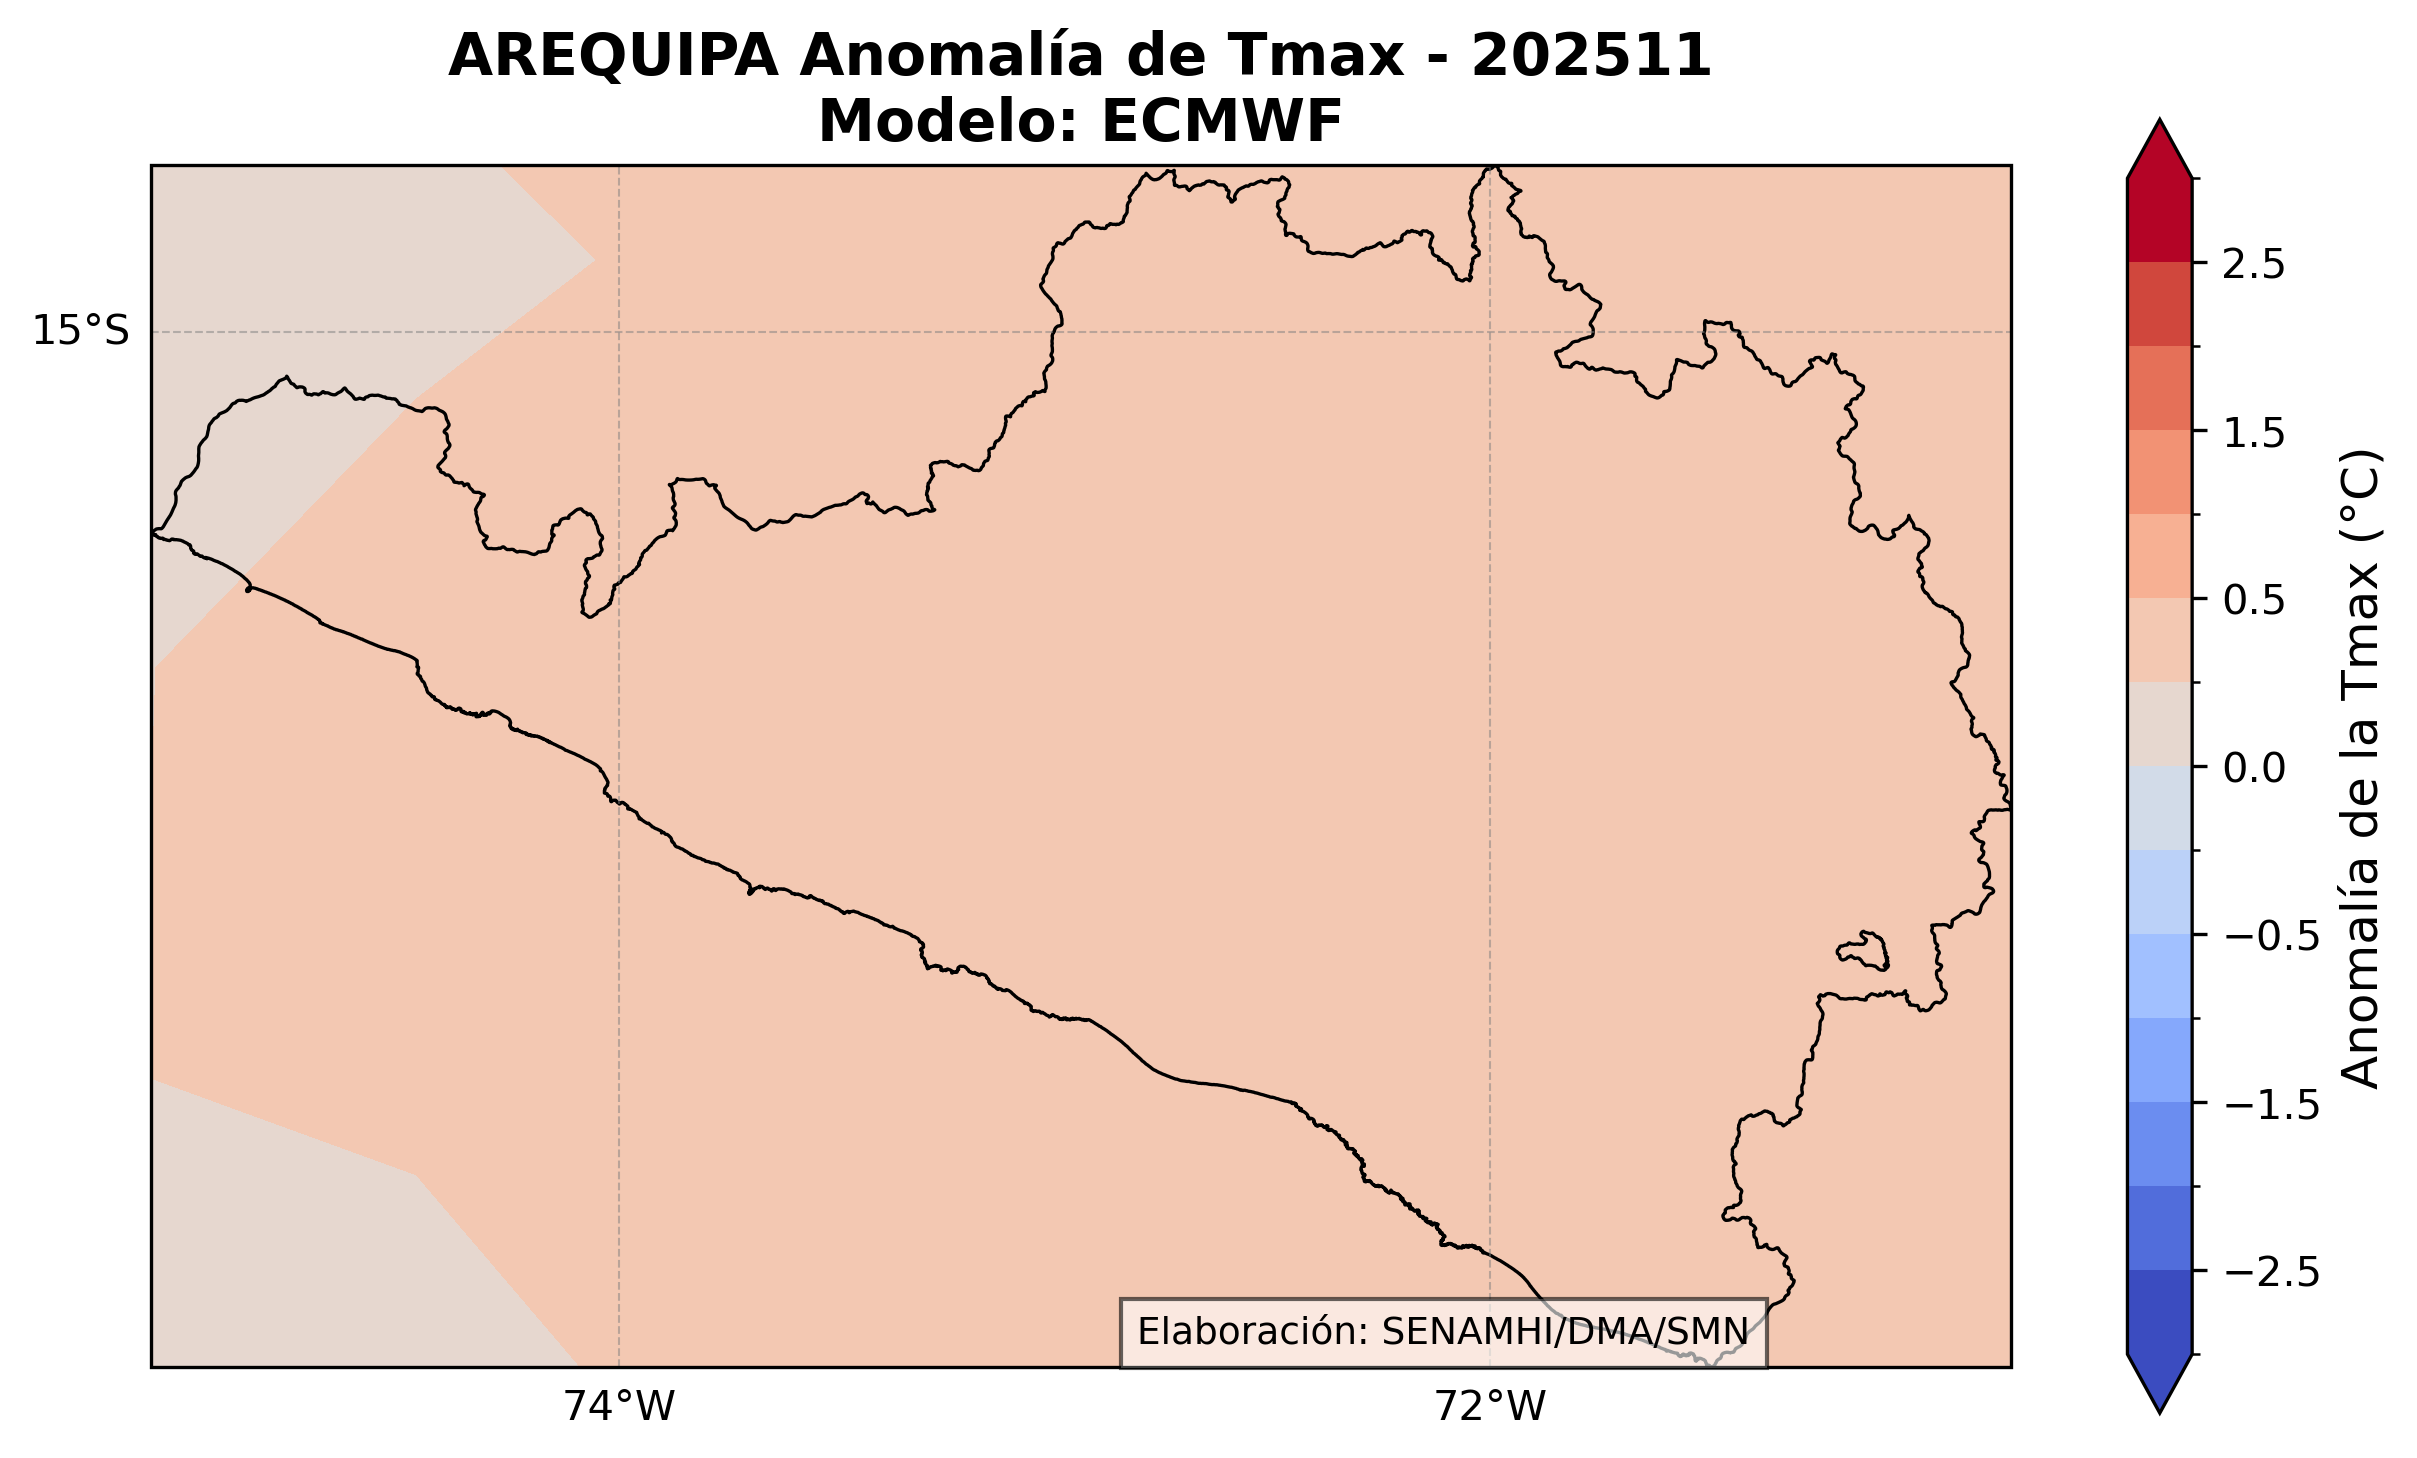 AREQUIPA Anomalía de Tmax - 202511
Modelo: ECMWF
15°S
74°W
72°W
Elaboración: SENAMHI/DMA/SMN
2.5
1.5
0.5
0.0
−0.5
−1.5
−2.5
Anomalía de la Tmax (°C)